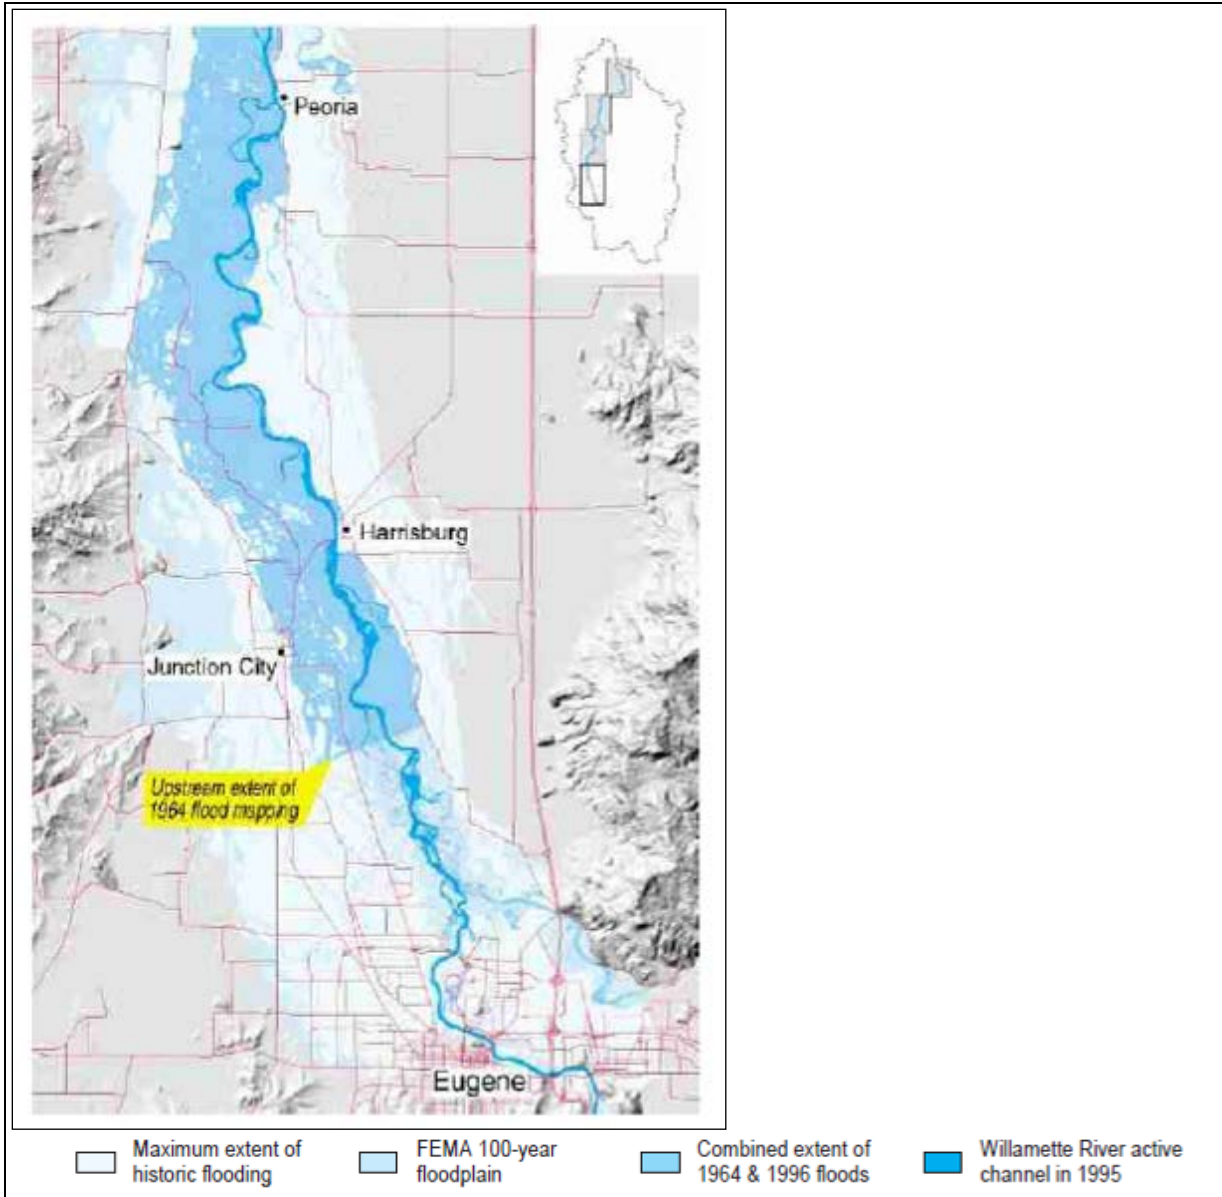 Peoria
Harrisburg
Junction City
Upstream extent of
1964 flood mapping
Eugene
Maximum extent of
historic flooding
FEMA 100-year
floodplain
Combined extent of
1964 & 1996 floods
Willamette River active
channel in 1995